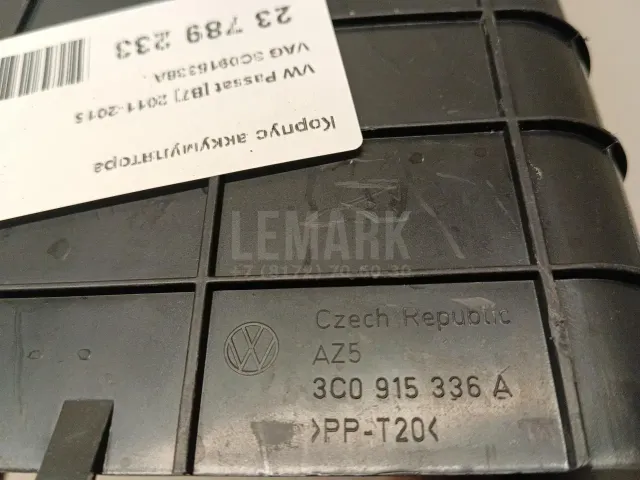 Корпус аккумулятора
VW Passat [B7] 2011-2015
VAG 3C0915336A
23 789 233
LEMARK
Czech Republic
AZ5
3C0 915 336 A
>PP-T20<